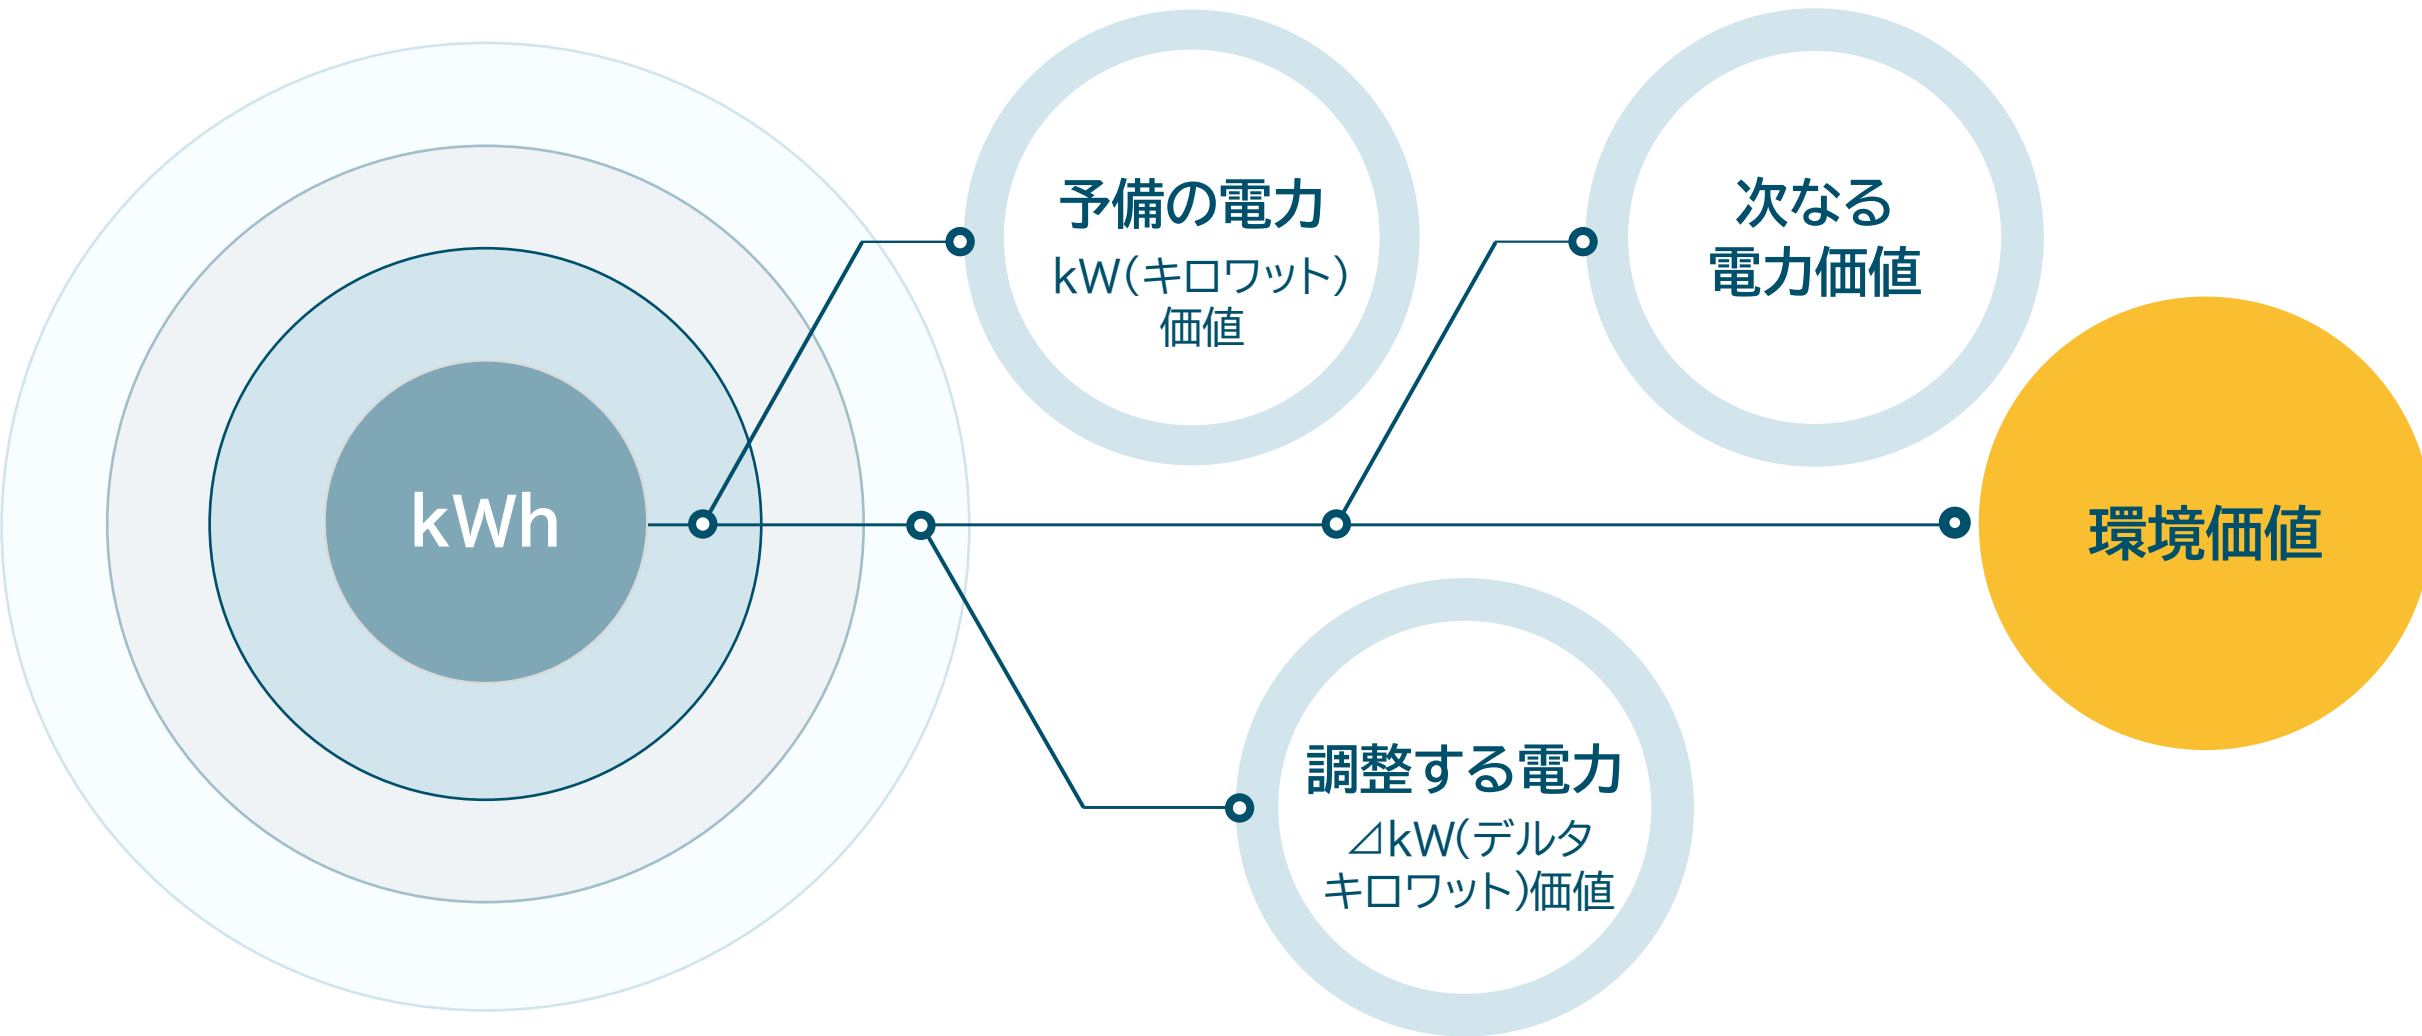 kWh
予備の電力
kW(キロワット)
価値
次なる
電力価値
環境価値
調整する電力
⊿kW(デルタ
キロワット)価値